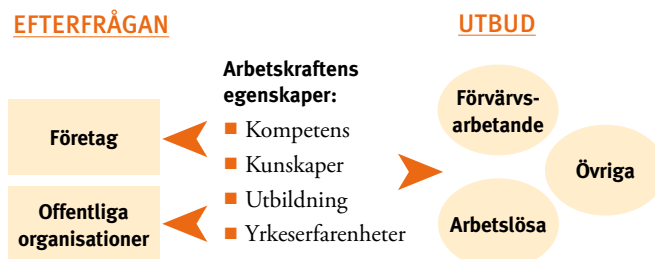 EFTERFRÅGAN
UTBUD
Arbetskraftens
egenskaper:
Kompetens
Kunskaper
Utbildning
Yrkeserfarenheter
Företag
Offentliga
organisationer
Förvärvs-
arbetande
Övriga
Arbetslösa